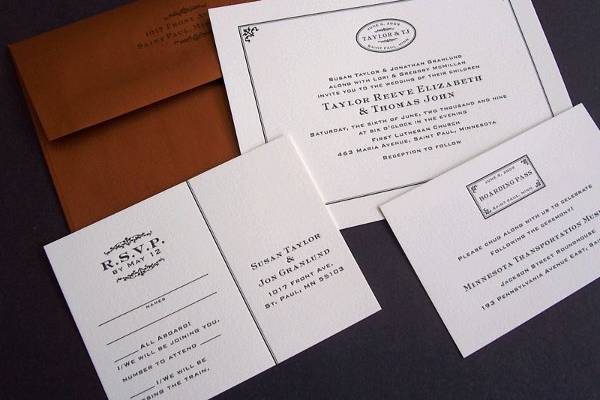 1017 Front Ave.
Saint Paul, Minn
June 6, 2009
Taylor & TJ
Saint Paul, Minn.
Susan Taylor & Jonathan Granlund
along with Lori & Gregory McMillan
invite you to the wedding of their children
Taylor Reeve Elizabeth
& Thomas John
Saturday, the sixth of June, two thousand and nine
at six o'clock in the evening
First Lutheran Church
463 Maria Avenue, Saint Paul, Minnesota
Reception to follow
R.S.V.P.
by May 12
names
All Aboard!
I/We will be joining you.
number to attend
I/We will be
missing the train.
Susan Taylor
& Jon Granlund
1017 Front Ave.
St. Paul, MN 55103
June 6, 2009
Boarding Pass
Saint Paul, Minn.
Please chug along with us to celebrate
following the ceremony!
Minnesota Transportation
Jackson Street Roundhouse
193 Pennsylvania Avenue East,